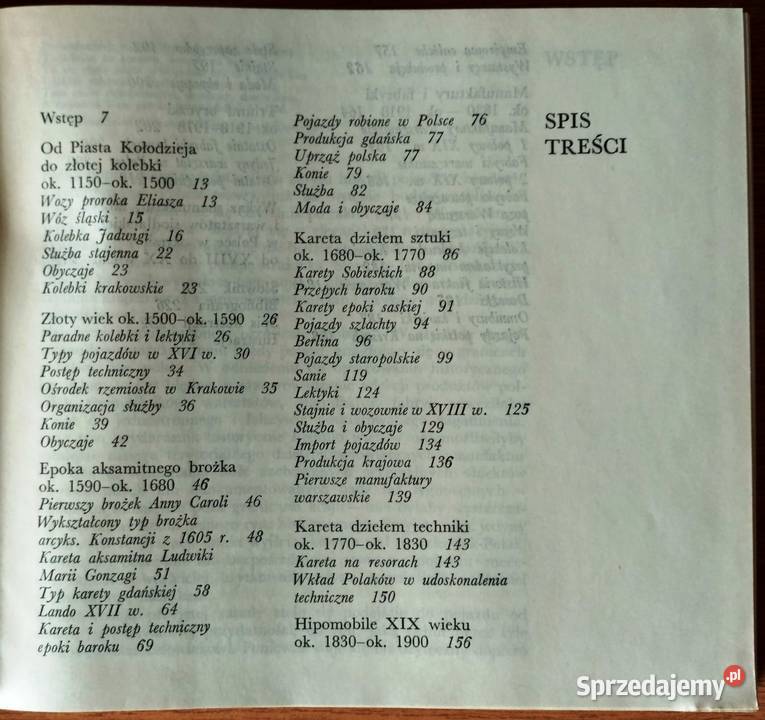 SPIS
TREŚCI
Wstęp 7
Od Piasta Kołodzieja
do złotej kolebki
ok. 1150–ok. 1500 13
Wozy proroka Eliasza 13
Wóz śląski 15
Kolebka Jadwigi 16
Służba stajenna 22
Obyczaje 23
Kolebki krakowskie 23
Złoty wiek ok. 1500–ok. 1590 26
Paradne kolebki i lektyki 26
Typy pojazdów w XVI w. 30
Postęp techniczny 34
Ośrodek rzemiosła w Krakowie 35
Organizacja służby 36
Konie 39
Obyczaje 42
Epoka aksamitnego brożka
ok. 1590–ok. 1680 46
Pierwszy brożek Anny Caroli 46
Wykształcony typ brożka
arcyks. Konstancji z 1605 r. 48
Kareta aksamitna Ludwiki
Marii Gonzagi 51
Typ karety gdańskiej 58
Lando XVII w. 64
Kareta i postęp techniczny
epoki baroku 69
Pojazdy robione w Polsce 76
Produkcja gdańska 77
Uprząż polska 77
Konie 79
Służba 82
Moda i obyczaje 84
Kareta dziełem sztuki
ok. 1680–ok. 1770 86
Karety Sobieskich 88
Przepych baroku 90
Karety epoki saskiej 91
Pojazdy szlachty 94
Berlina 96
Pojazdy staropolskie 99
Sanie 119
Lektyki 124
Stajnie i wozownie w XVIII w. 125
Służba i obyczaje 129
Import pojazdów 134
Produkcja krajowa 136
Pierwsze manufaktury
warszawskie 139
Kareta dziełem techniki
ok. 1770–ok. 1830 143
Kareta na resorach 143
Wkład Polaków w udoskonalenia
techniczne 150
Hipomobile XIX wieku
ok. 1830–ok. 1900 156
Sprzedajemy.pl